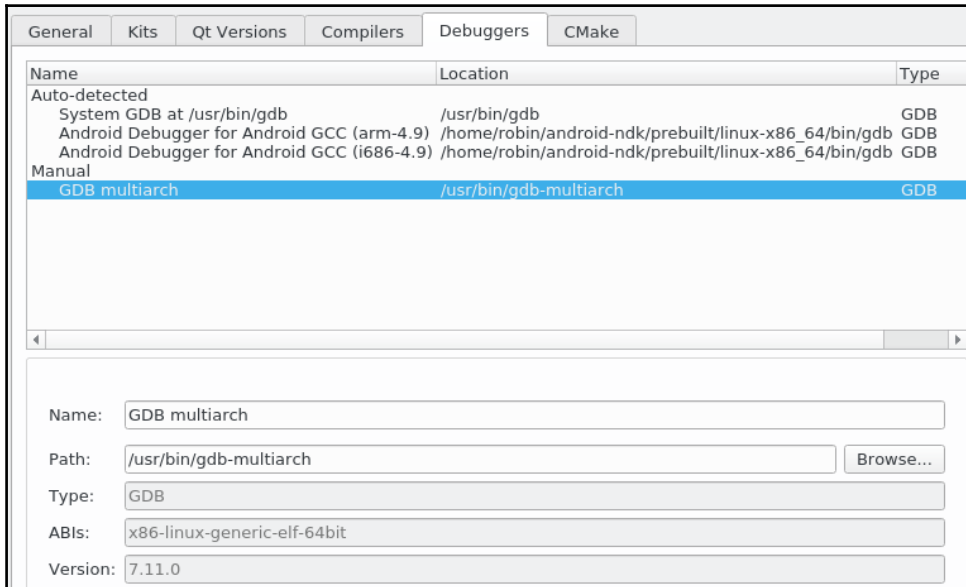 General Kits Qt Versions Compilers Debuggers CMake
Name Location Type
Auto-detected
System GDB at /usr/bin/gdb /usr/bin/gdb GDB
Android Debugger for Android GCC (arm-4.9) /home/robin/android-ndk/prebuilt/linux-x86_64/bin/gdb GDB
Android Debugger for Android GCC (i686-4.9) /home/robin/android-ndk/prebuilt/linux-x86_64/bin/gdb GDB
Manual
GDB multiarch /usr/bin/gdb-multiarch GDB
Name: GDB multiarch
Path: /usr/bin/gdb-multiarch Browse...
Type: GDB
ABIs: x86-linux-generic-elf-64bit
Version: 7.11.0